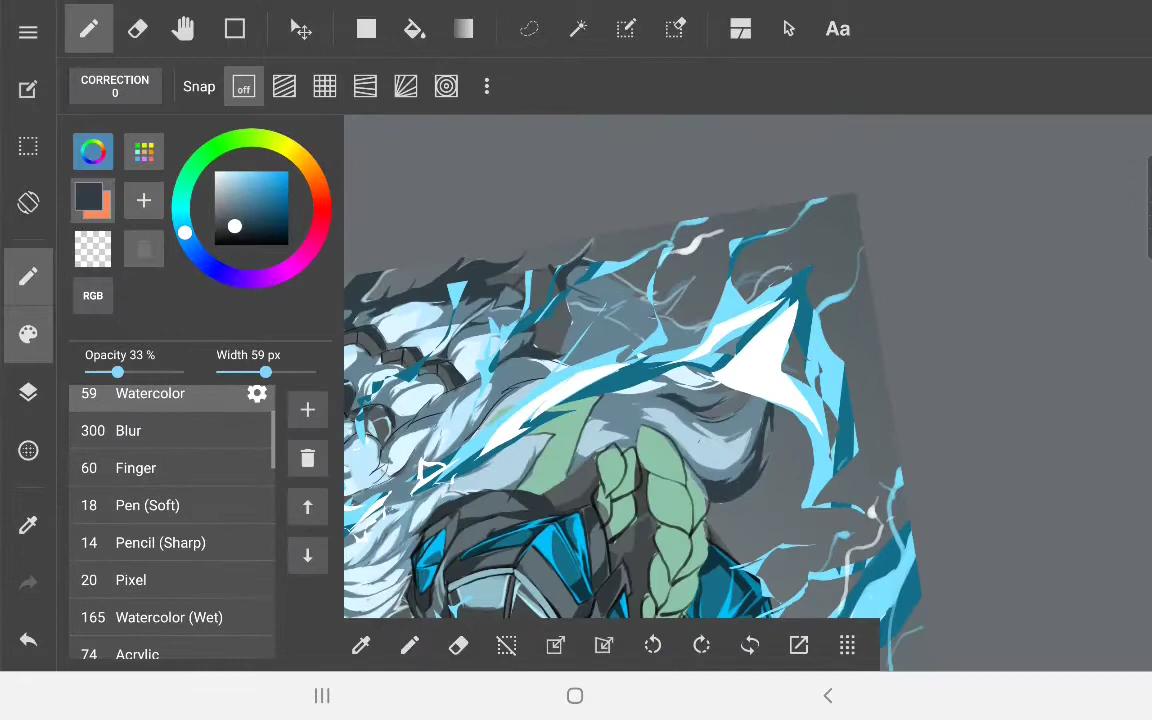 Aa
CORRECTION
0
Snap
off
RGB
Opacity 33 %
Width 59 px
59 Watercolor
300 Blur
60 Finger
18 Pen (Soft)
14 Pencil (Sharp)
20 Pixel
165 Watercolor (Wet)
74 Acrylic